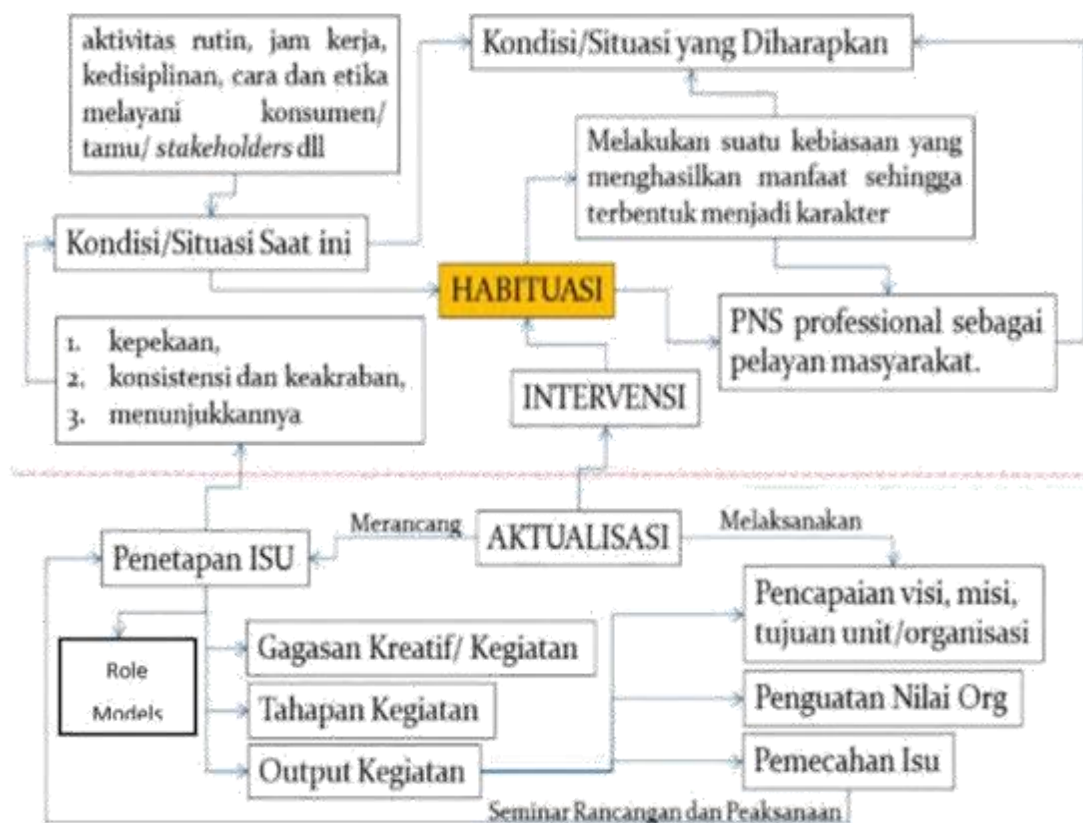 aktivitas rutin, jam kerja,
kedisiplinan, cara dan etika
melayani konsumen/
tamu/ stakeholders dll
Kondisi/Situasi yang Diharapkan
Melakukan suatu kebiasaan yang
menghasilkan manfaat sehingga
terbentuk menjadi karakter
Kondisi/Situasi Saat ini
HABITUASI
PNS professional sebagai
pelayan masyarakat.
1. kepekaan,
2. konsistensi dan keakraban,
3. menunjukkannya
INTERVENSI
Merancang
AKTUALISASI
Melaksanakan
Penetapan ISU
Pencapaian visi, misi,
tujuan unit/organisasi
Gagasan Kreatif/ Kegiatan
Role
Models
Tahapan Kegiatan
Penguatan Nilai Org
Output Kegiatan
Pemecahan Isu
Seminar Rancangan dan Peaksanaan